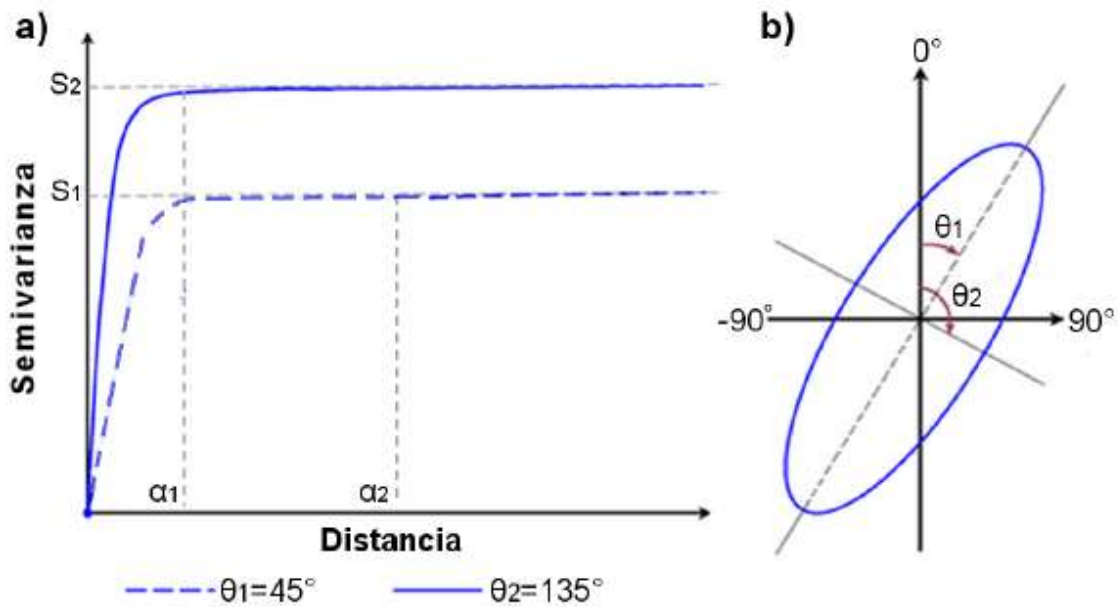 a)
Semivarianza
S2
S1
α1
α2
Distancia
θ1=45°
θ2=135°
b)
0°
θ1
θ2
-90°
90°